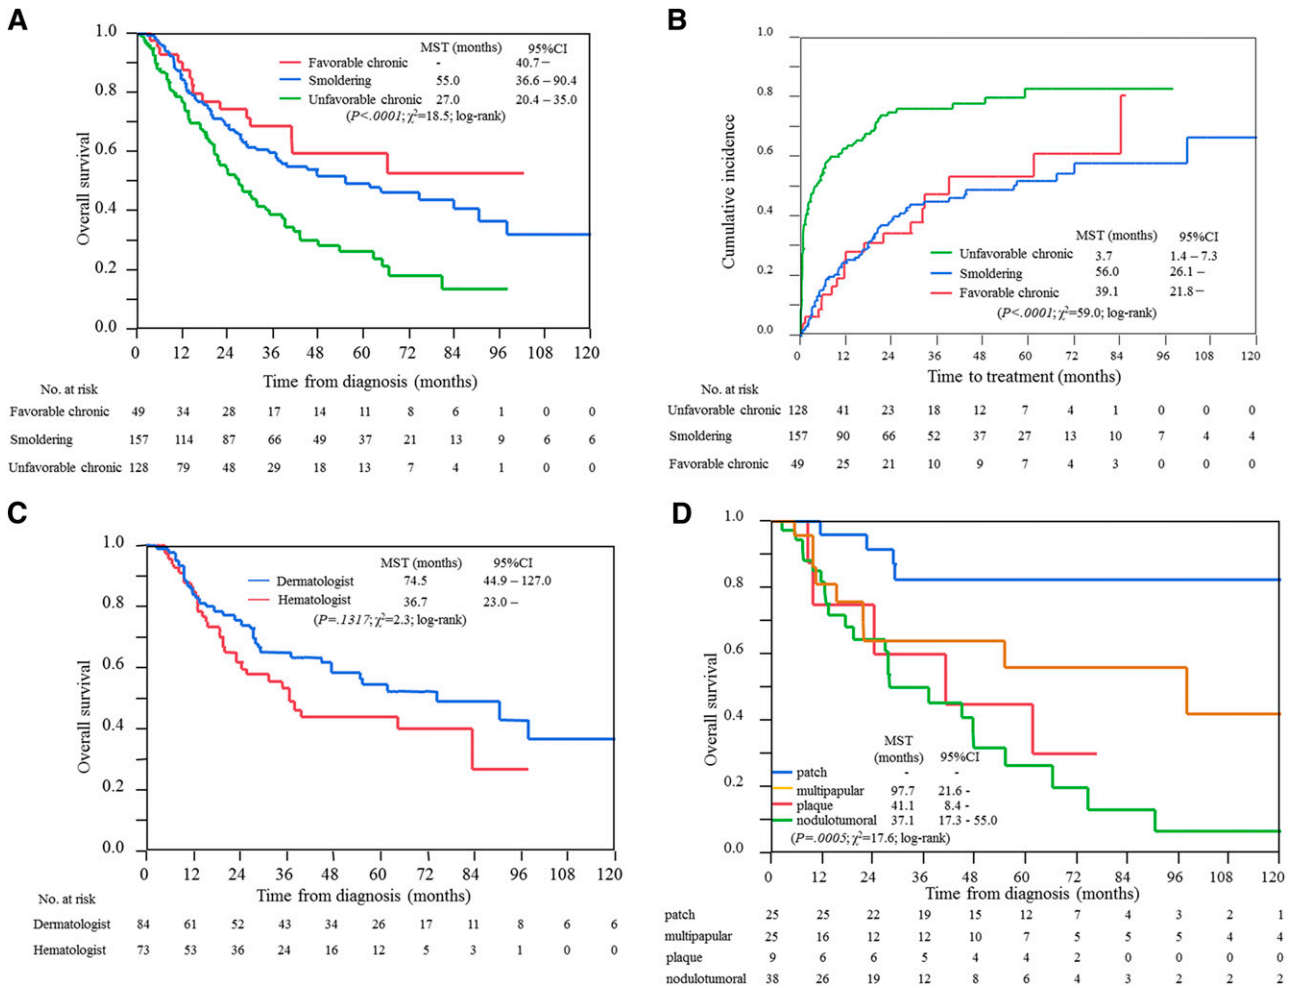 A
1.0
0.8
0.6
0.4
0.2
0.0
Overall survival
MST (months) 95%CI
Favorable chronic - 40.7 –
Smoldering 55.0 36.6 – 90.4
Unfavorable chronic 27.0 20.4 – 35.0
(P<.0001; χ²=18.5; log-rank)
0 12 24 36 48 60 72 84 96 108 120
Time from diagnosis (months)
No. at risk
Favorable chronic 49 34 28 17 14 11 8 6 1 0 0
Smoldering 157 114 87 66 49 37 21 13 9 6 6
Unfavorable chronic 128 79 48 29 18 13 7 4 1 0 0
B
1.0
0.8
0.6
0.4
0.2
0.0
Cumulative incidence
MST (months) 95%CI
Unfavorable chronic 3.7 1.4 – 7.3
Smoldering 56.0 26.1 –
Favorable chronic 39.1 21.8 –
(P<.0001; χ²=59.0; log-rank)
0 12 24 36 48 60 72 84 96 108 120
Time to treatment (months)
No. at risk
Unfavorable chronic 128 41 23 18 12 7 4 1 0 0 0
Smoldering 157 90 66 52 37 27 13 10 7 4 4
Favorable chronic 49 25 21 10 9 7 4 3 0 0 0
C
1.0
0.8
0.6
0.4
0.2
0.0
Overall survival
MST (months) 95%CI
Dermatologist 74.5 44.9 – 127.0
Hematologist 36.7 23.0 –
(P=.1317; χ²=2.3; log-rank)
0 12 24 36 48 60 72 84 96 108 120
Time from diagnosis (months)
No. at risk
Dermatologist 84 61 52 43 34 26 17 11 8 6 6
Hematologist 73 53 36 24 16 12 5 3 1 0 0
D
1.0
0.8
0.6
0.4
0.2
0.0
Overall survival
MST
(months) 95%CI
patch - -
multipapular 97.7 21.6 -
plaque 41.1 8.4 -
nodulotumoral 37.1 17.3 - 55.0
(P=.0005; χ²=17.6; log-rank)
0 12 24 36 48 60 72 84 96 108 120
Time from diagnosis (months)
patch 25 25 22 19 15 12 7 4 3 2 1
multipapular 25 16 12 12 10 7 5 5 5 4 4
plaque 9 6 6 5 4 4 2 0 0 0 0
nodulotumoral 38 26 19 12 8 6 4 3 2 2 2